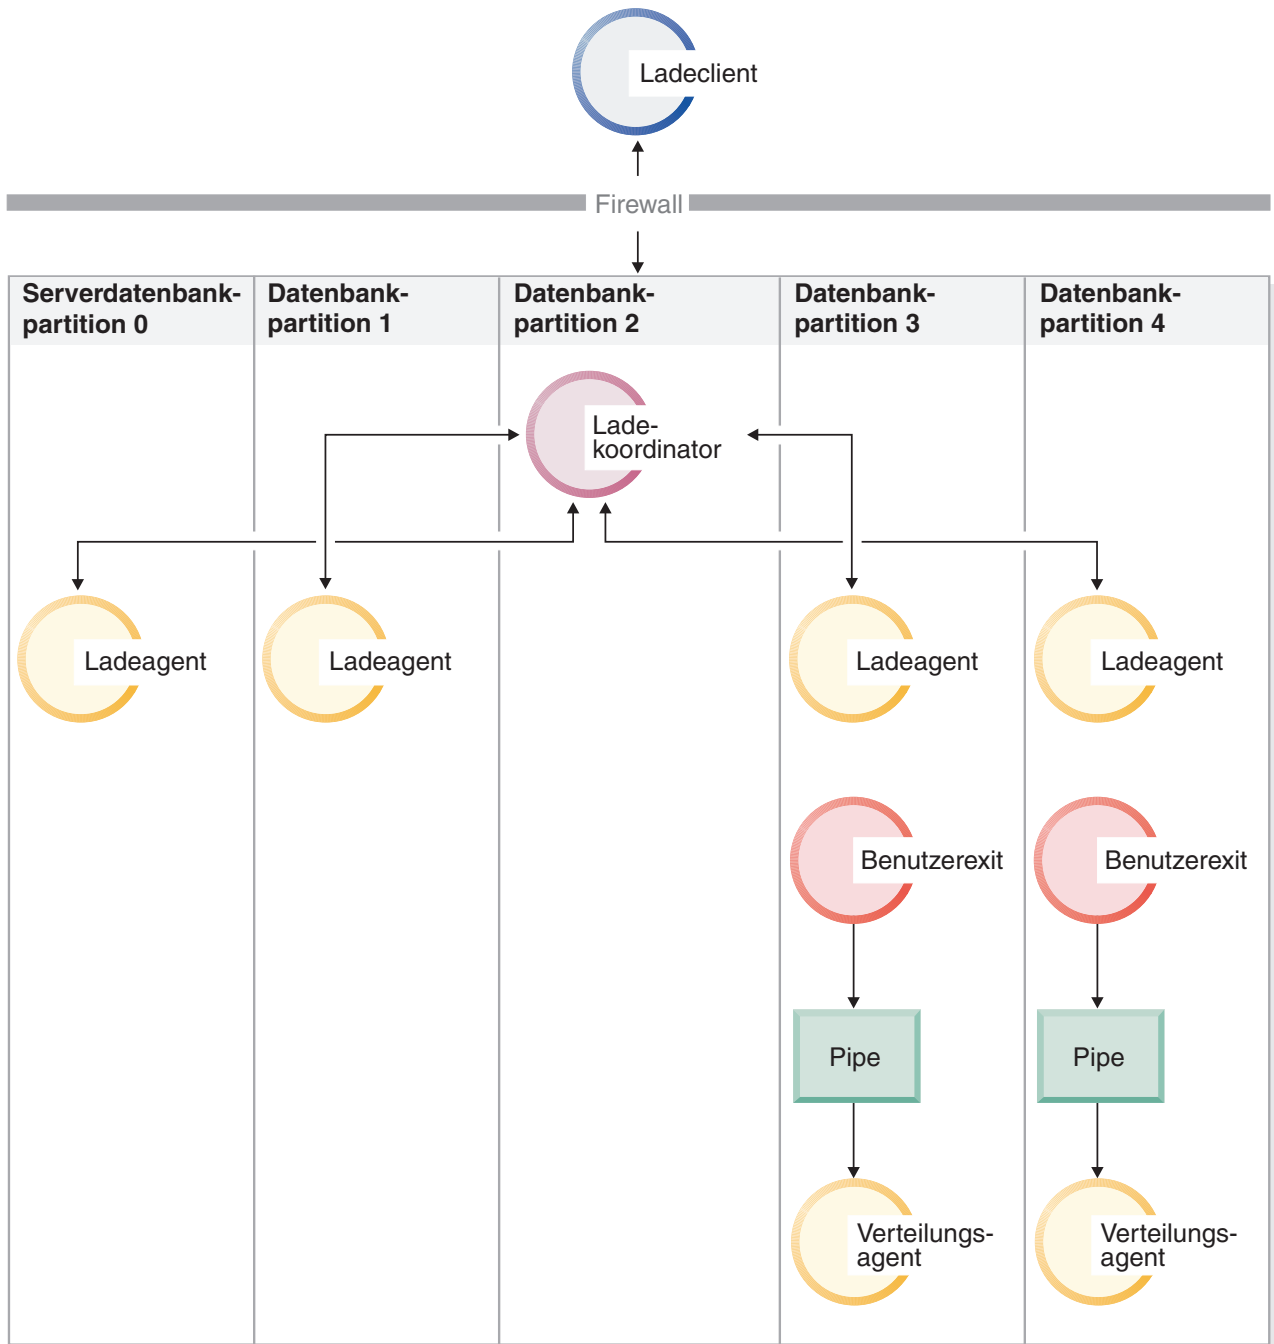 Ladeclient
Firewall
Serverdatenbank-
partition 0
Datenbank-
partition 1
Datenbank-
partition 2
Datenbank-
partition 3
Datenbank-
partition 4
Lade-
koordinator
Ladeagent
Ladeagent
Ladeagent
Ladeagent
Benutzerexit
Benutzerexit
Pipe
Pipe
Verteilungs-
agent
Verteilungs-
agent